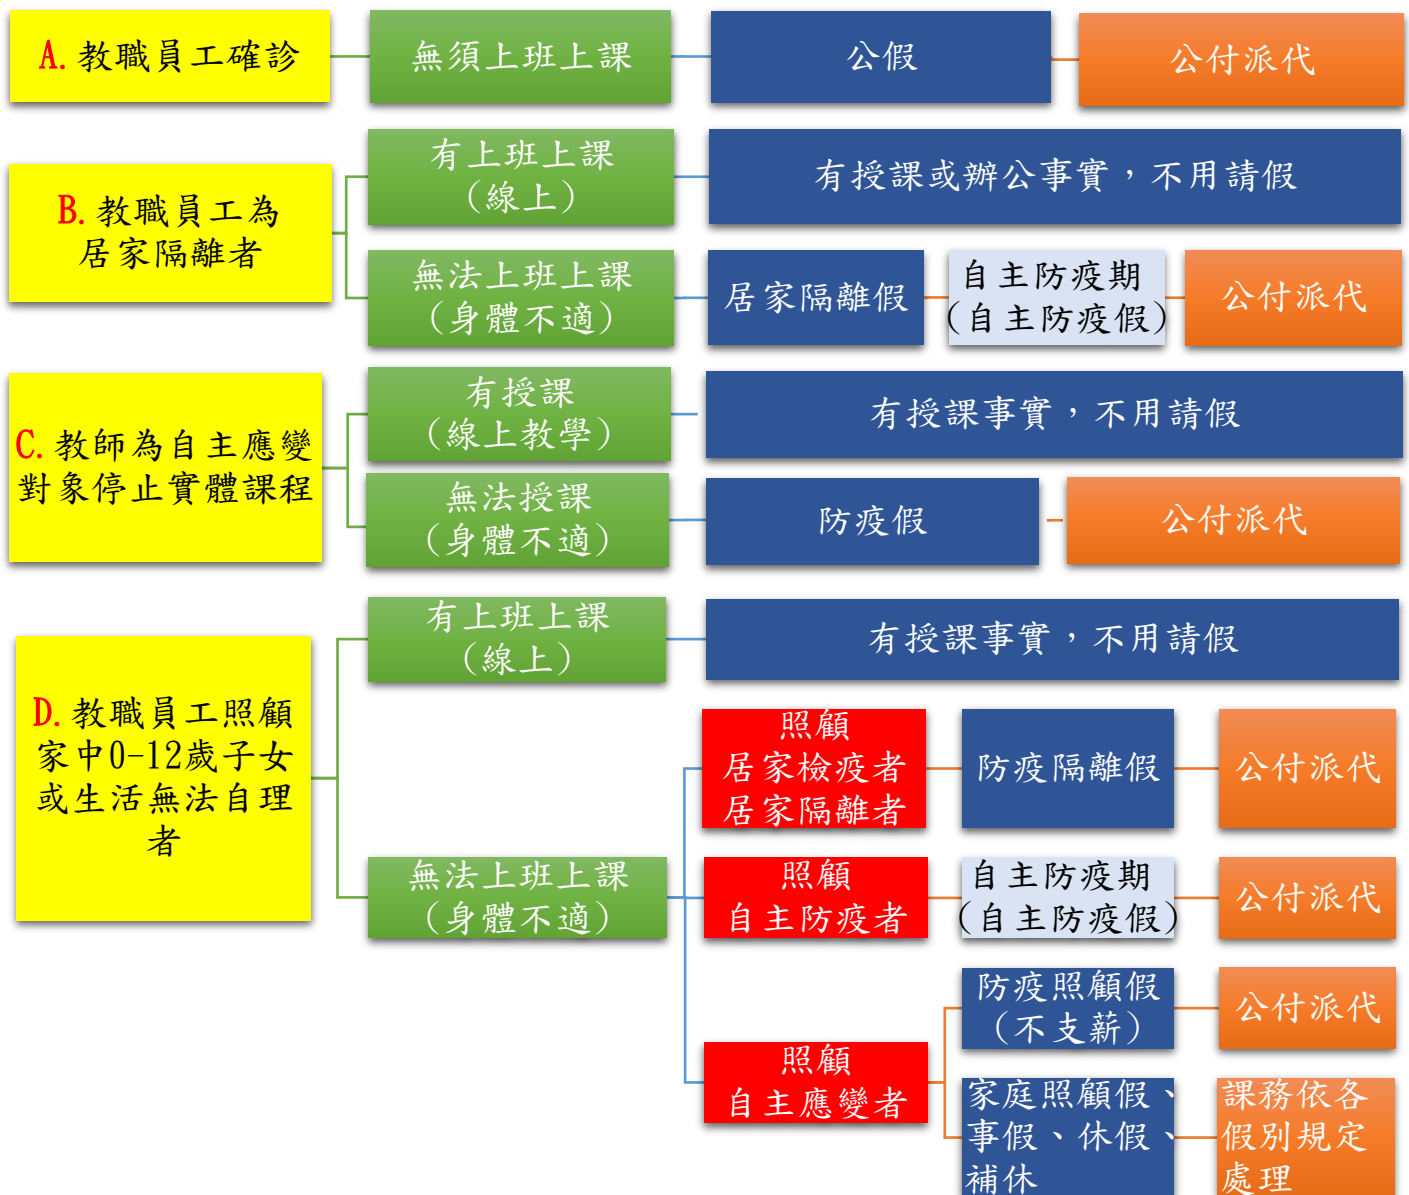 A.教職員工確診
無須上班上課
公假
公付派代
B.教職員工為
居家隔離者
有上班上課
(線上)
有授課或辦公事實，不用請假
無法上班上課
(身體不適)
居家隔離假
自主防疫期
(自主防疫假)
公付派代
C.教師為自主應變
對象停止實體課程
有授課
(線上教學)
有授課事實，不用請假
無法授課
(身體不適)
防疫假
公付派代
D.教職員工照顧
家中0-12歲子女
或生活無法自理
者
有上班上課
(線上)
有授課事實，不用請假
無法上班上課
(身體不適)
照顧
居家檢疫者
居家隔離者
防疫隔離假
公付派代
照顧
自主防疫者
自主防疫期
(自主防疫假)
公付派代
照顧
自主應變者
防疫照顧假
(不支薪)
公付派代
家庭照顧假、
事假、休假、
補休
課務依各
假別規定
處理